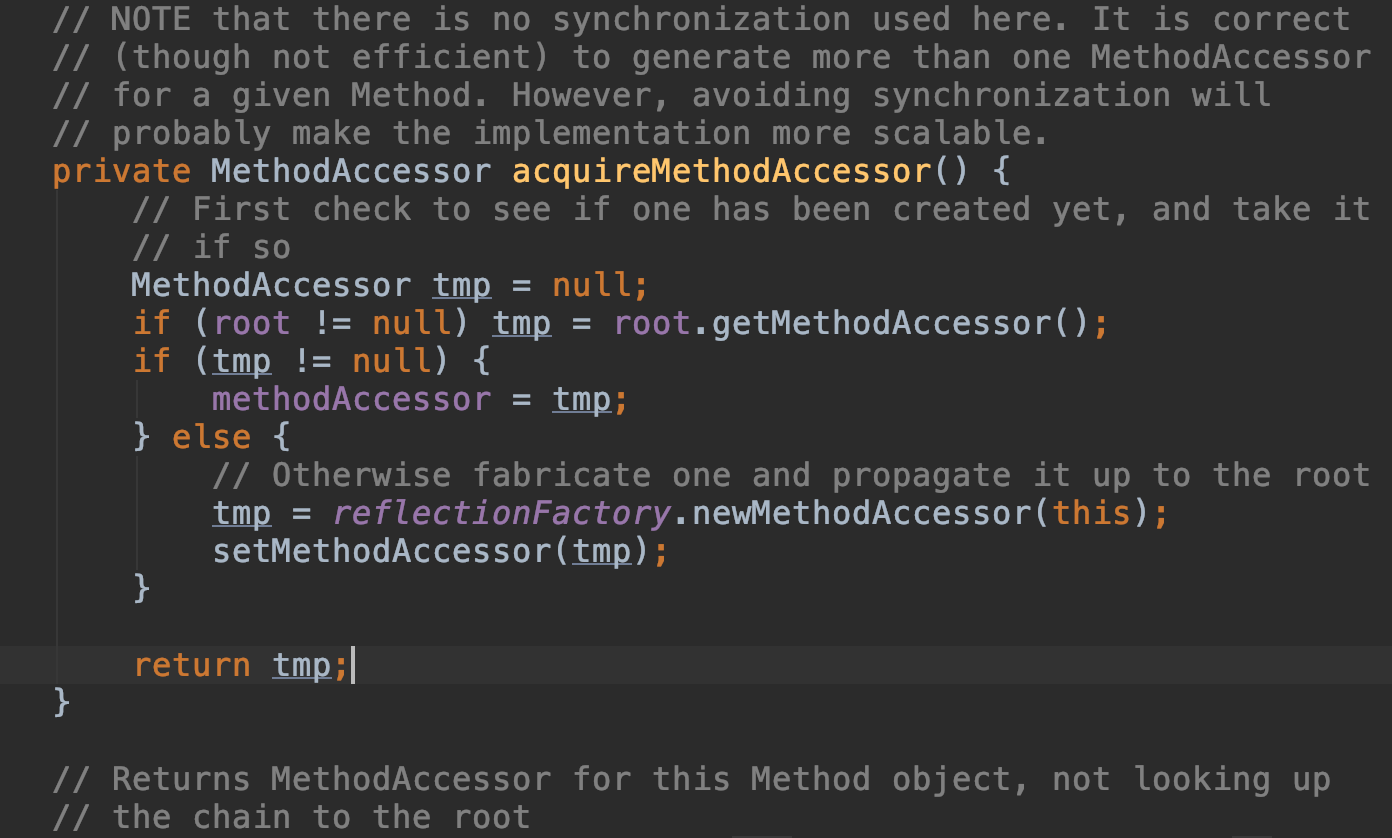 // NOTE that there is no synchronization used here. It is correct
// (though not efficient) to generate more than one MethodAccessor
// for a given Method. However, avoiding synchronization will
// probably make the implementation more scalable.
private MethodAccessor acquireMethodAccessor() {
    // First check to see if one has been created yet, and take it
    // if so
    MethodAccessor tmp = null;
    if (root != null) tmp = root.getMethodAccessor();
    if (tmp != null) {
        methodAccessor = tmp;
    } else {
        // Otherwise fabricate one and propagate it up to the root
        tmp = reflectionFactory.newMethodAccessor(this);
        setMethodAccessor(tmp);
    }

    return tmp;
}

// Returns MethodAccessor for this Method object, not looking up
// the chain to the root